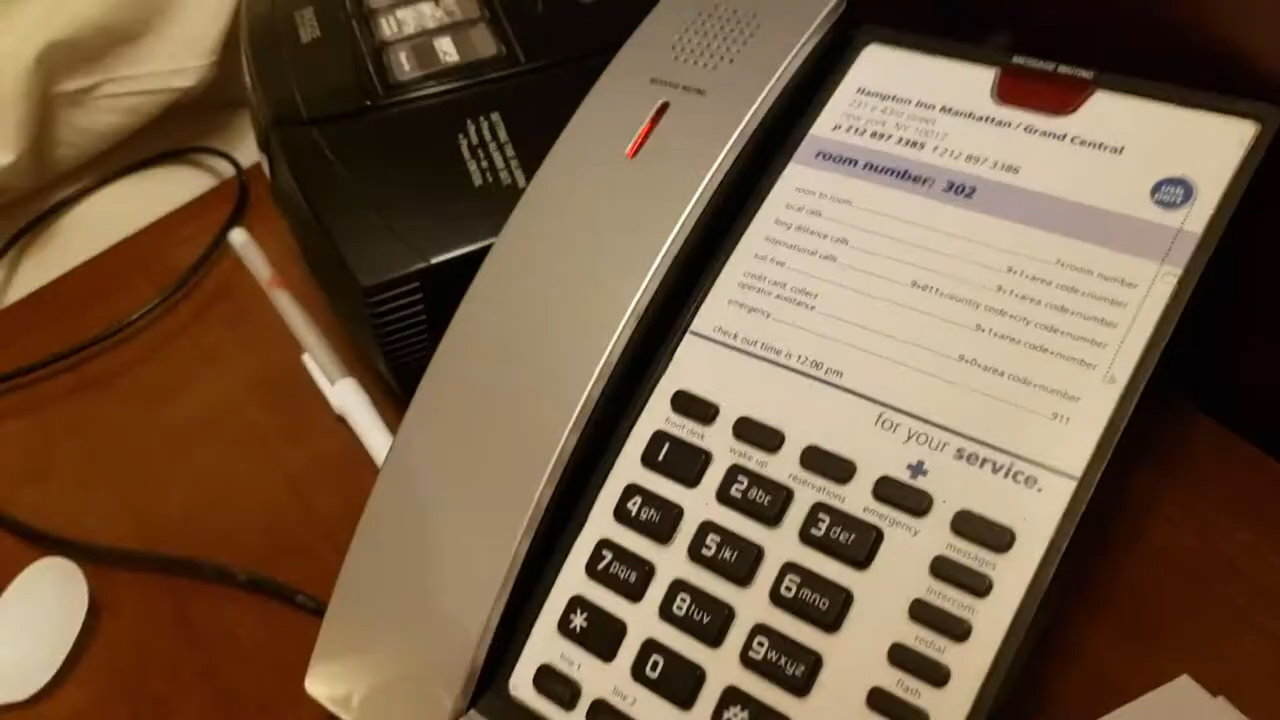 MESSAGE WAITING
MESSAGE WAITING
Hampton Inn Manhattan / Grand Central
231 e 43rd street
new york, NY 10017
p 212 897 3385 f 212 897 3386
room number: 302
room to room 7+room number
local calls 9+1+area code+number
long distance calls 9+1+area code+number
international calls 9+011+country code+city code+number
toll free 9+1+area code+number
credit card, collect
operator assistance 9+0+area code+number
emergency 911
check out time is 12:00 pm
for your service.
front desk
wake up
reservations
emergency
messages
1
2abc
3def
intercom
4ghi
5jkl
6mno
redial
7pqrs
8tuv
9wxyz
flash
*
0
#
line 1
line 2